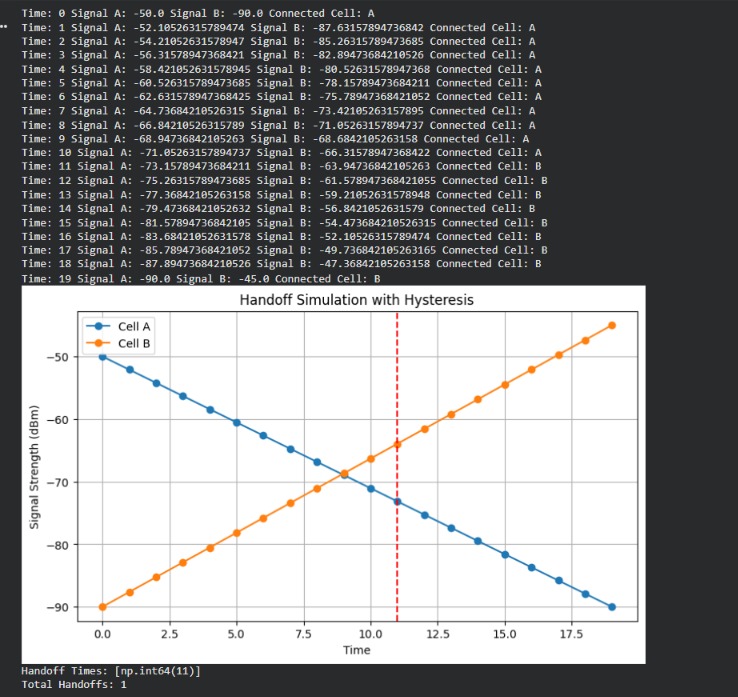 Time: 0 Signal A: -50.0 Signal B: -90.0 Connected Cell: A
Time: 1 Signal A: -52.10526315789474 Signal B: -87.63157894736842 Connected Cell: A
Time: 2 Signal A: -54.21052631578947 Signal B: -85.26315789473685 Connected Cell: A
Time: 3 Signal A: -56.31578947368421 Signal B: -82.89473684210526 Connected Cell: A
Time: 4 Signal A: -58.421052631578945 Signal B: -80.52631578947368 Connected Cell: A
Time: 5 Signal A: -60.526315789473685 Signal B: -78.15789473684211 Connected Cell: A
Time: 6 Signal A: -62.631578947368425 Signal B: -75.78947368421052 Connected Cell: A
Time: 7 Signal A: -64.73684210526315 Signal B: -73.42105263157895 Connected Cell: A
Time: 8 Signal A: -66.84210526315789 Signal B: -71.05263157894737 Connected Cell: A
Time: 9 Signal A: -68.94736842105263 Signal B: -68.6842105263158 Connected Cell: A
Time: 10 Signal A: -71.05263157894737 Signal B: -66.31578947368422 Connected Cell: A
Time: 11 Signal A: -73.15789473684211 Signal B: -63.94736842105263 Connected Cell: B
Time: 12 Signal A: -75.26315789473685 Signal B: -61.578947368421055 Connected Cell: B
Time: 13 Signal A: -77.36842105263158 Signal B: -59.21052631578948 Connected Cell: B
Time: 14 Signal A: -79.47368421052632 Signal B: -56.8421052631579 Connected Cell: B
Time: 15 Signal A: -81.57894736842105 Signal B: -54.473684210526315 Connected Cell: B
Time: 16 Signal A: -83.68421052631578 Signal B: -52.10526315789474 Connected Cell: B
Time: 17 Signal A: -85.78947368421052 Signal B: -49.736842105263165 Connected Cell: B
Time: 18 Signal A: -87.89473684210526 Signal B: -47.36842105263158 Connected Cell: B
Time: 19 Signal A: -90.0 Signal B: -45.0 Connected Cell: B
Handoff Simulation with Hysteresis
Cell A
Cell B
−50
−60
−70
−80
−90
Signal Strength (dBm)
0.0 2.5 5.0 7.5 10.0 12.5 15.0 17.5
Time
Handoff Times: [np.int64(11)]
Total Handoffs: 1